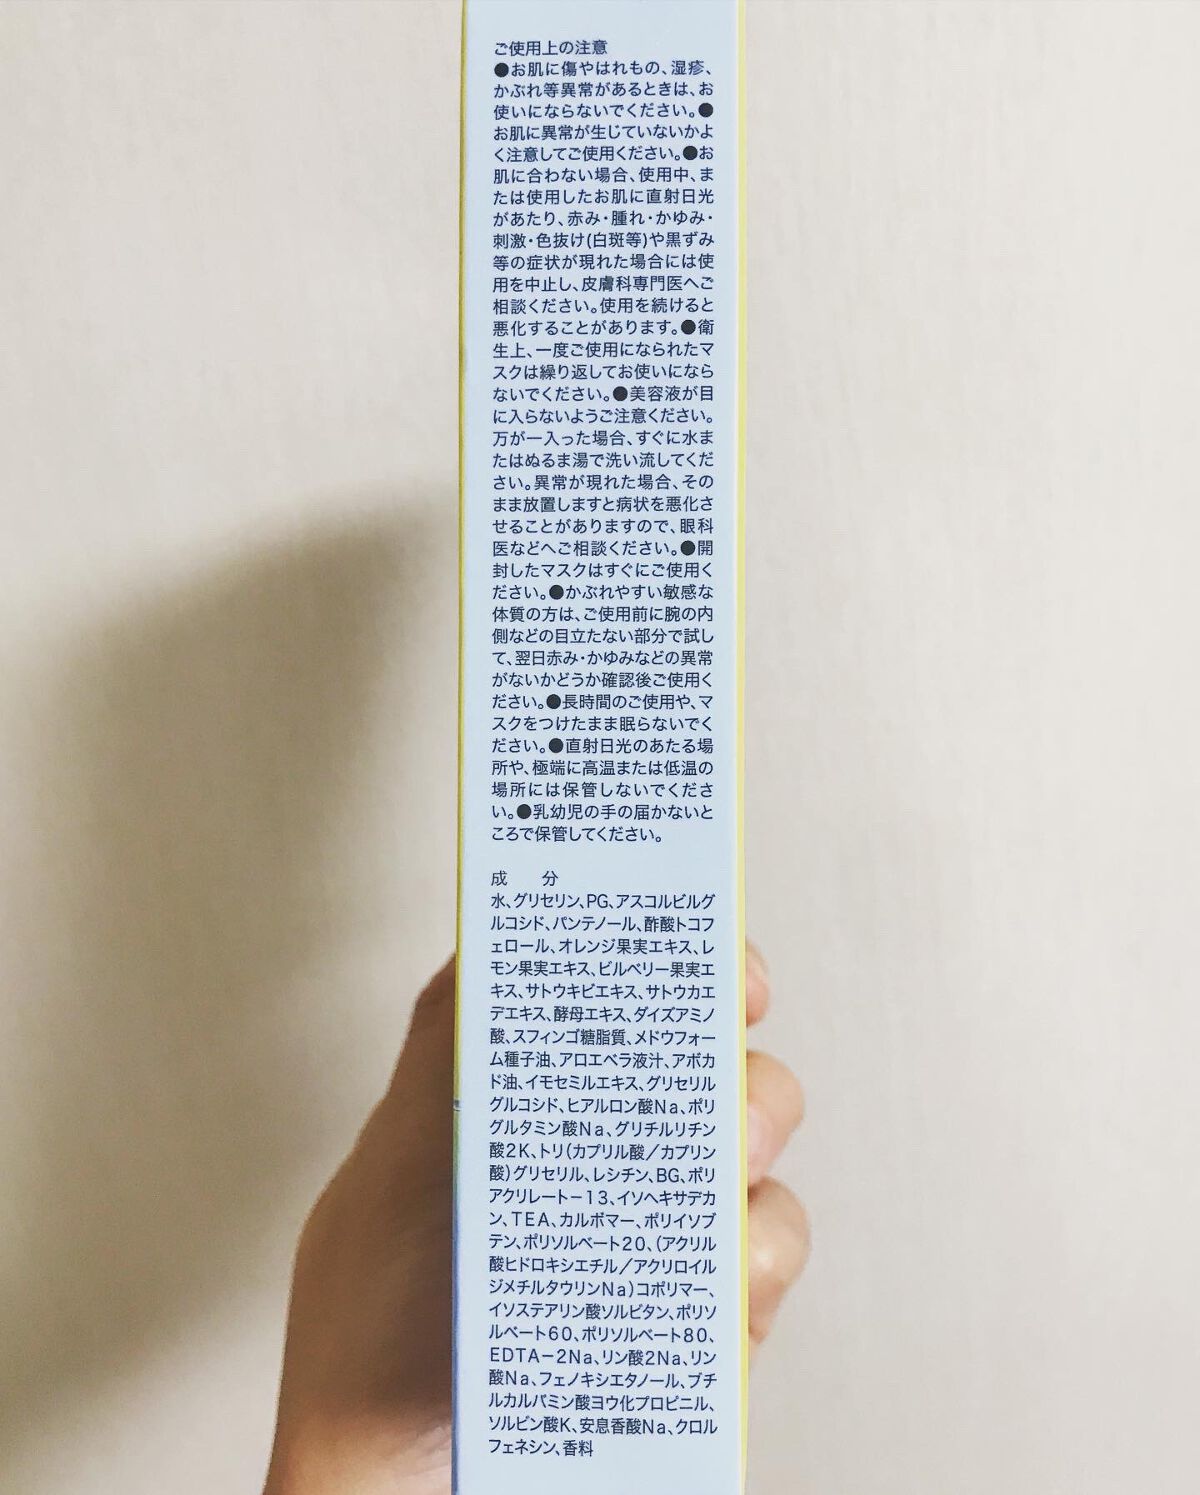 ご使用上の注意
●お肌に傷やはれもの、湿疹、
かぶれ等異常があるときは、お
使いにならないでください。●
お肌に異常が生じていないかよ
く注意してご使用ください。●お
肌に合わない場合、使用中、ま
たは使用したお肌に直射日光
があたり、赤み・腫れ・かゆみ・
刺激・色抜け(白斑等)や黒ずみ
等の症状が現れた場合には使
用を中止し、皮膚科専門医へご
相談ください。使用を続けると
悪化することがあります。●衛
生上、一度ご使用になられたマ
スクは繰り返してお使いになら
ないでください。●美容液が目
に入らないようご注意ください。
万が一入った場合、すぐに水ま
たはぬるま湯で洗い流してくだ
さい。異常が現れた場合、その
まま放置しますと病状を悪化さ
せることがありますので、眼科
医などへご相談ください。●開
封したマスクはすぐにご使用く
ださい。●かぶれやすい敏感な
体質の方は、ご使用前に腕の内
側などの目立たない部分で試し
て、翌日赤み・かゆみなどの異常
がないかどうか確認後ご使用く
ださい。●長時間のご使用や、マ
スクをつけたまま眠らないでく
ださい。●直射日光のあたる場
所や、極端に高温または低温の
場所には保管しないでくださ
い。●乳幼児の手の届かないと
ころで保管してください。
成　分
水、グリセリン、PG、アスコルビルグ
ルコシド、パンテノール、酢酸トコフ
ェロール、オレンジ果実エキス、レ
モン果実エキス、ビルベリー果実エ
キス、サトウキビエキス、サトウカエ
デエキス、酵母エキス、ダイズアミノ
酸、スフィンゴ糖脂質、メドウフォー
ム種子油、アロエベラ液汁、アボカ
ド油、イモセミルエキス、グリセリル
グルコシド、ヒアルロン酸Na、ポリ
グルタミン酸Na、グリチルリチン
酸2K、トリ(カプリル酸／カプリン
酸)グリセリル、レシチン、BG、ポリ
アクリレート－13、イソヘキサデカ
ン、TEA、カルボマー、ポリイソブ
テン、ポリソルベート20、(アクリル
酸ヒドロキシエチル／アクリロイル
ジメチルタウリンNa)コポリマー、
イソステアリン酸ソルビタン、ポリソ
ルベート60、ポリソルベート80、
EDTA－2Na、リン酸2Na、リン
酸Na、フェノキシエタノール、ブチ
ルカルバミン酸ヨウ化プロピニル、
ソルビン酸K、安息香酸Na、クロル
フェネシン、香料